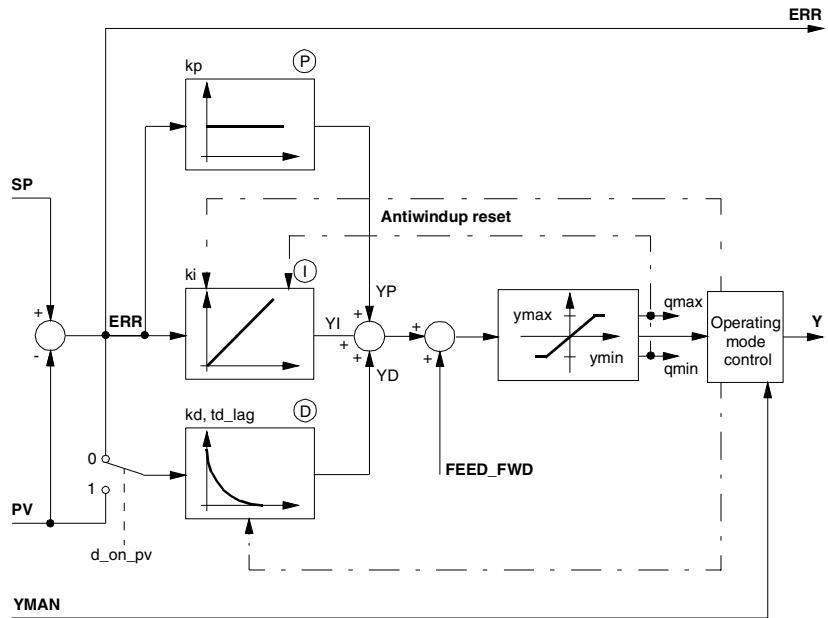 ERR
kp
P
SP
Antiwindup reset
ki
I
YP
+
ERR
-
YI
+
+
+
YD
+
+
ymax
ymin
qmax
qmin
Operating
mode
control
Y
kd, td_lag
D
0
1
FEED_FWD
PV
d_on_pv
YMAN